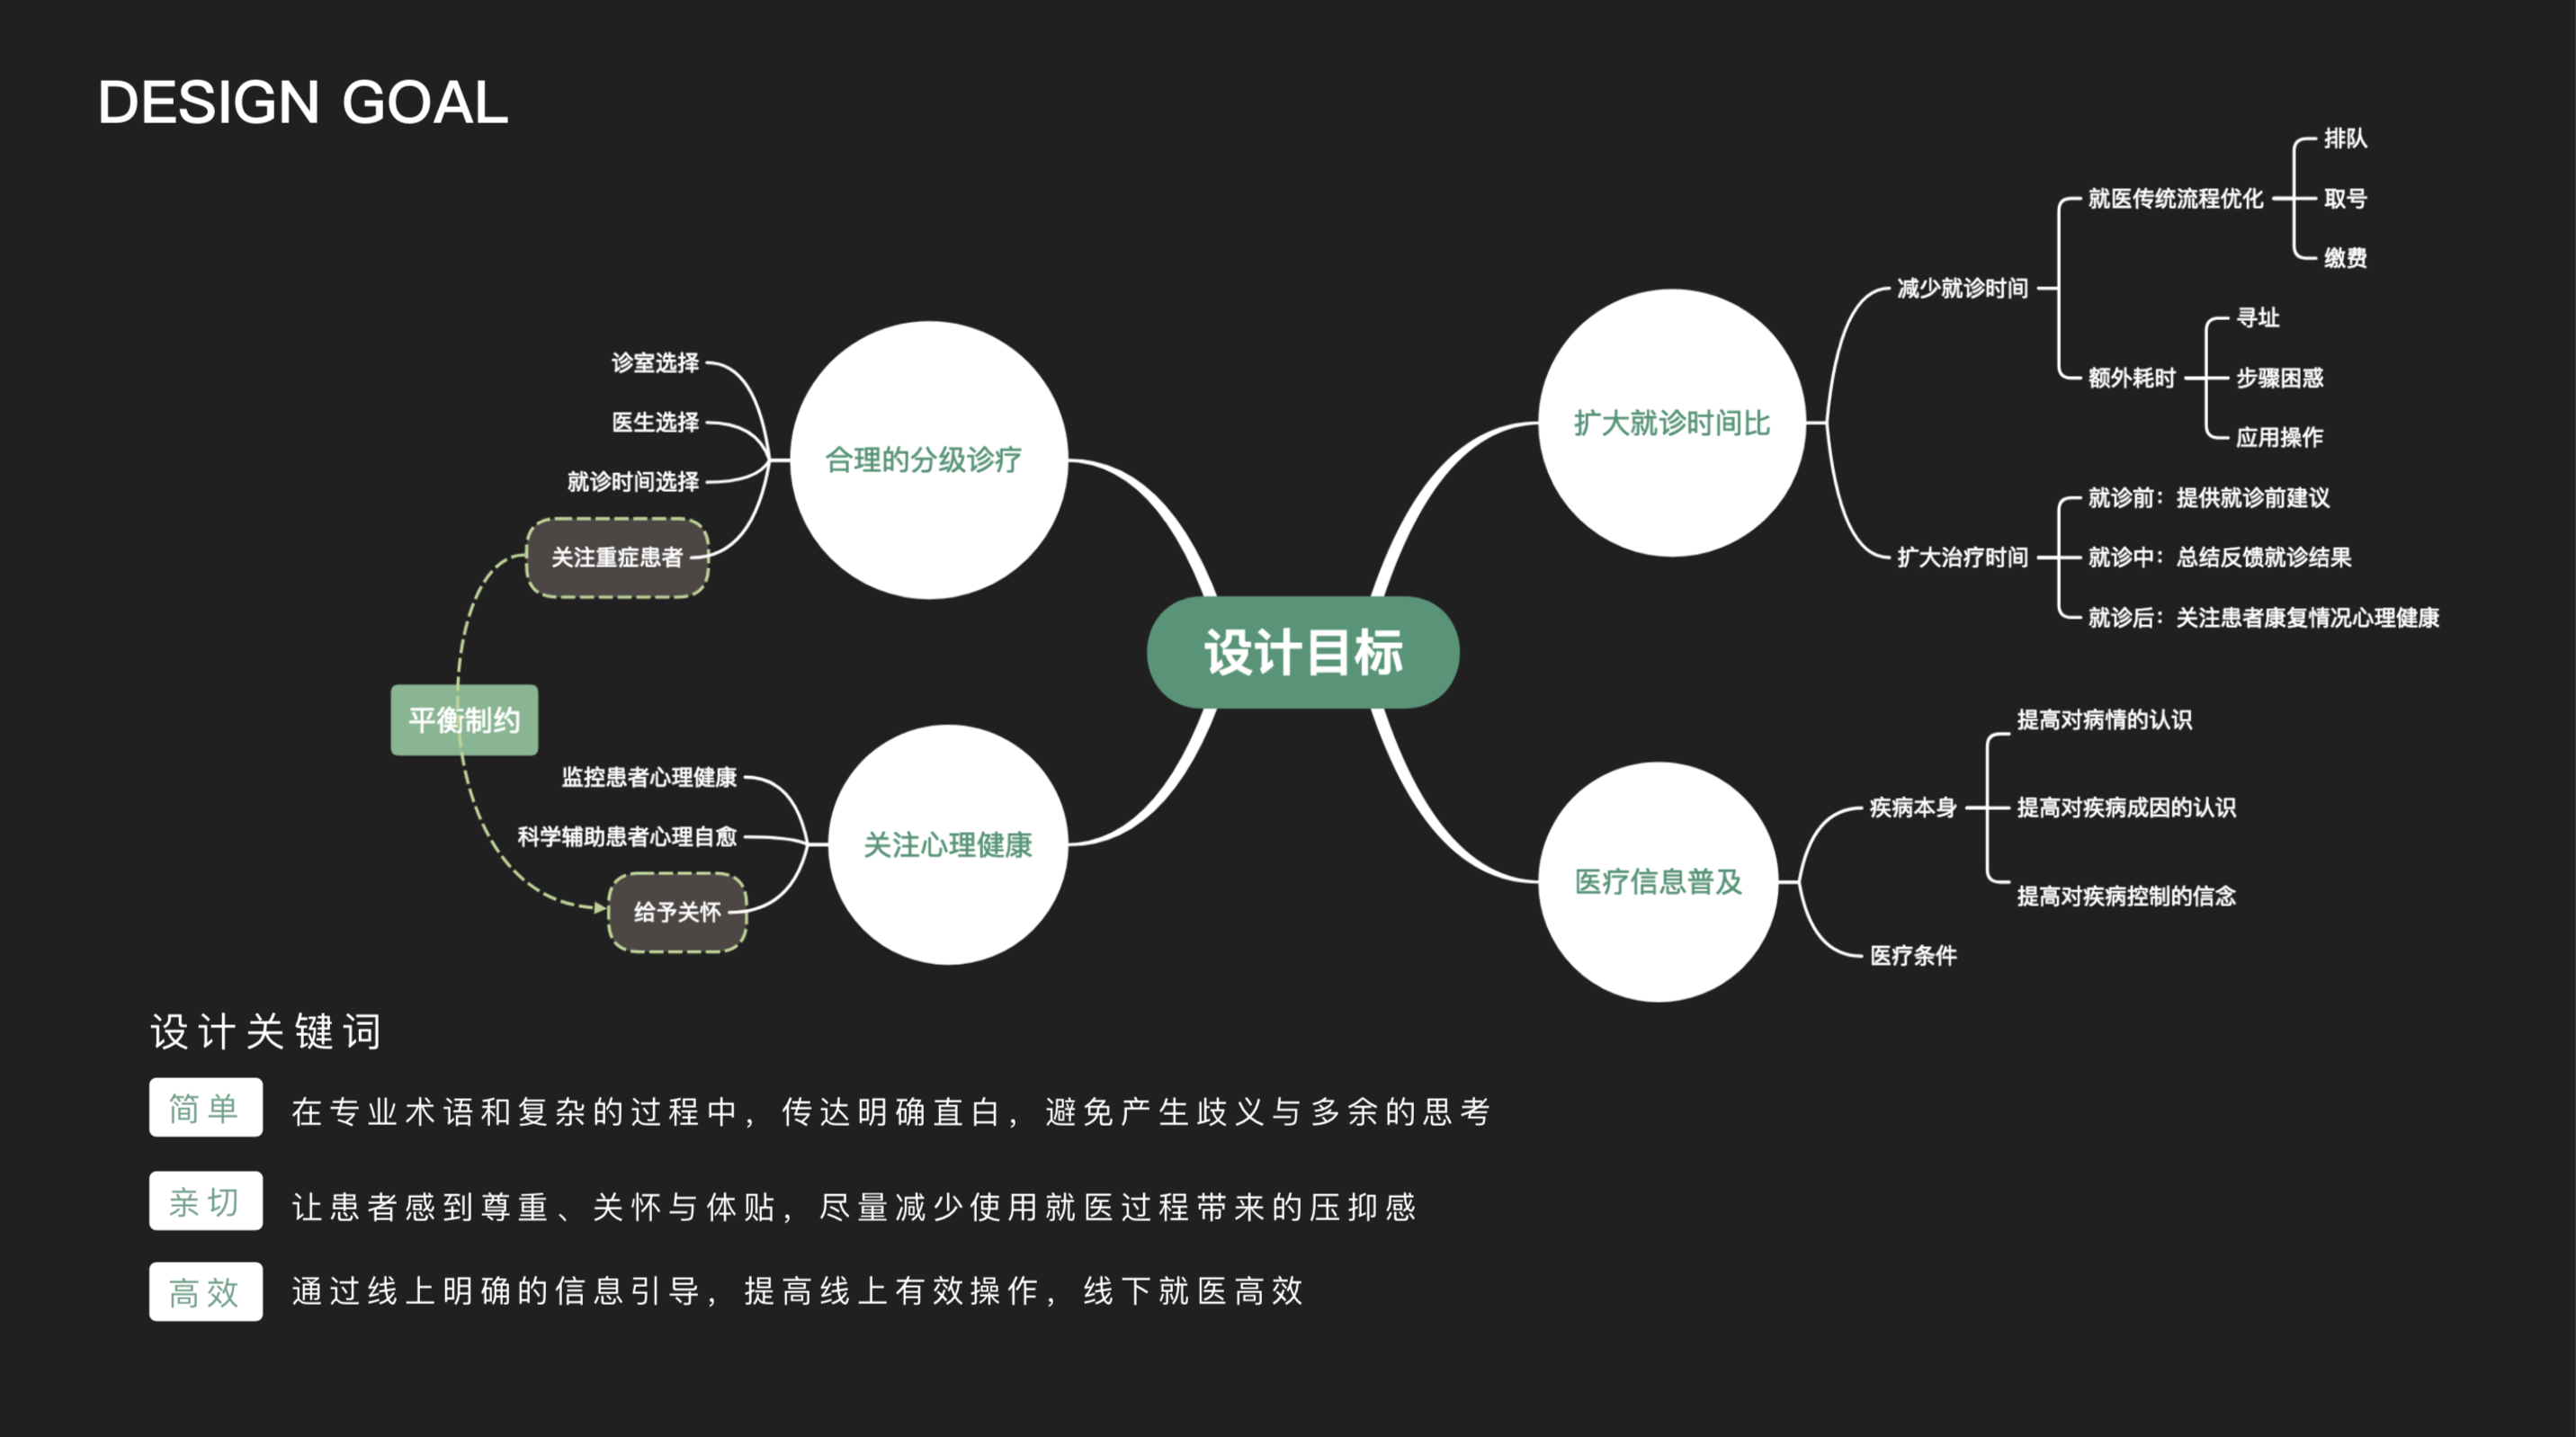 DESIGN GOAL
设计目标
合理的分级诊疗
诊室选择
医生选择
就诊时间选择
关注重症患者
平衡制约
关注心理健康
监控患者心理健康
科学辅助患者心理自愈
给予关怀
扩大就诊时间比
减少就诊时间
就医传统流程优化
排队
取号
缴费
额外耗时
寻址
步骤困惑
应用操作
扩大治疗时间
就诊前：提供就诊前建议
就诊中：总结反馈就诊结果
就诊后：关注患者康复情况心理健康
医疗信息普及
疾病本身
提高对病情的认识
提高对疾病成因的认识
提高对疾病控制的信念
医疗条件
设计关键词
简单
在专业术语和复杂的过程中，传达明确直白，避免产生歧义与多余的思考
亲切
让患者感到尊重、关怀与体贴，尽量减少使用就医过程带来的压抑感
高效
通过线上明确的信息引导，提高线上有效操作，线下就医高效